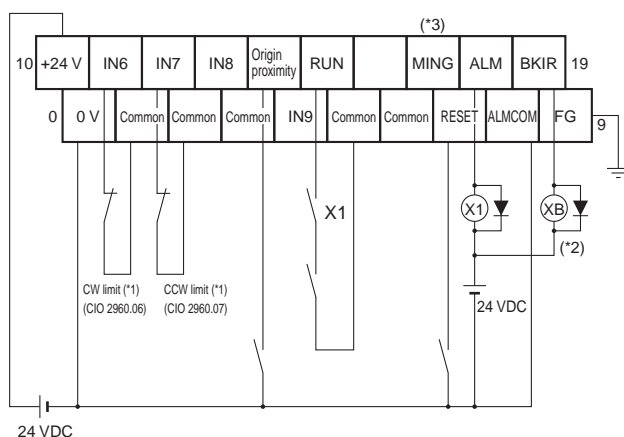 (*3)
10 +24 V IN6 IN7 IN8 Origin proximity RUN MING ALM BKIR 19
0 0 V Common Common Common IN9 Common Common RESET ALMCOM FG 9
X1 X1 XB
(*2)
CW limit (*1) CCW limit (*1)
(CIO 2960.06) (CIO 2960.07)
24 VDC
24 VDC